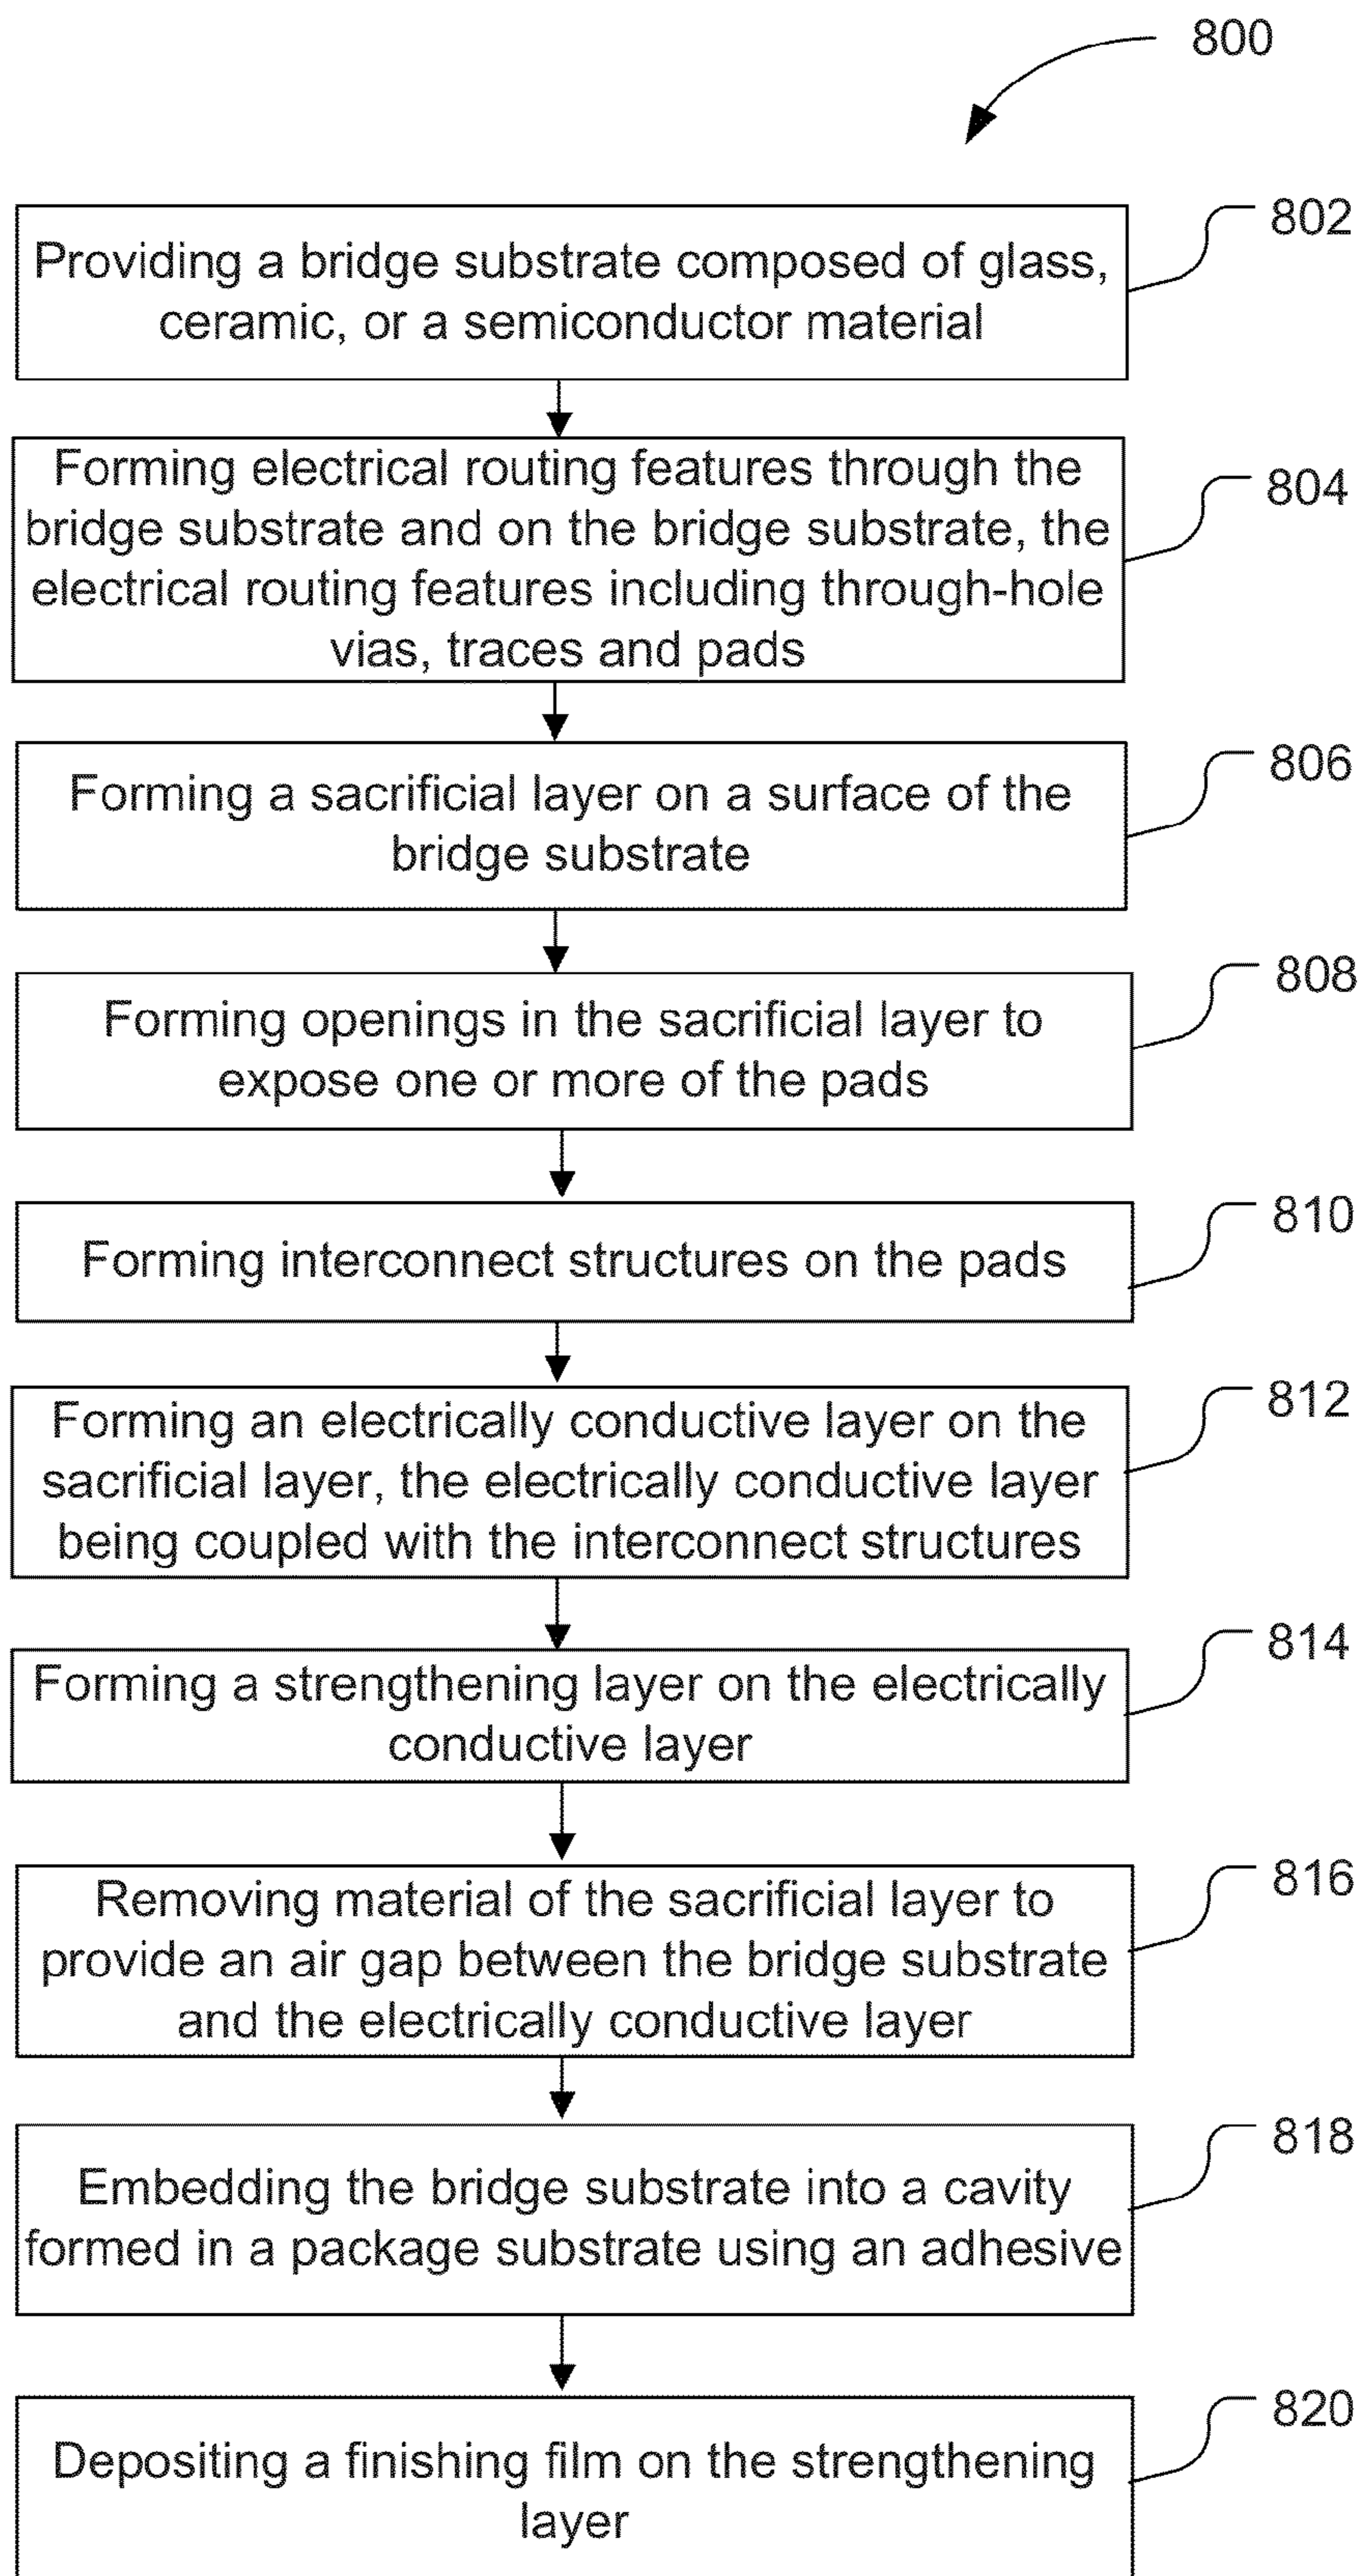 800
802
Providing a bridge substrate composed of glass,
ceramic, or a semiconductor material
804
Forming electrical routing features through the
bridge substrate and on the bridge substrate, the
electrical routing features including through-hole
vias, traces and pads
806
Forming a sacrificial layer on a surface of the
bridge substrate
808
Forming openings in the sacrificial layer to
expose one or more of the pads
810
Forming interconnect structures on the pads
812
Forming an electrically conductive layer on the
sacrificial layer, the electrically conductive layer
being coupled with the interconnect structures
814
Forming a strengthening layer on the electrically
conductive layer
816
Removing material of the sacrificial layer to
provide an air gap between the bridge substrate
and the electrically conductive layer
818
Embedding the bridge substrate into a cavity
formed in a package substrate using an adhesive
820
Depositing a finishing film on the strengthening
layer